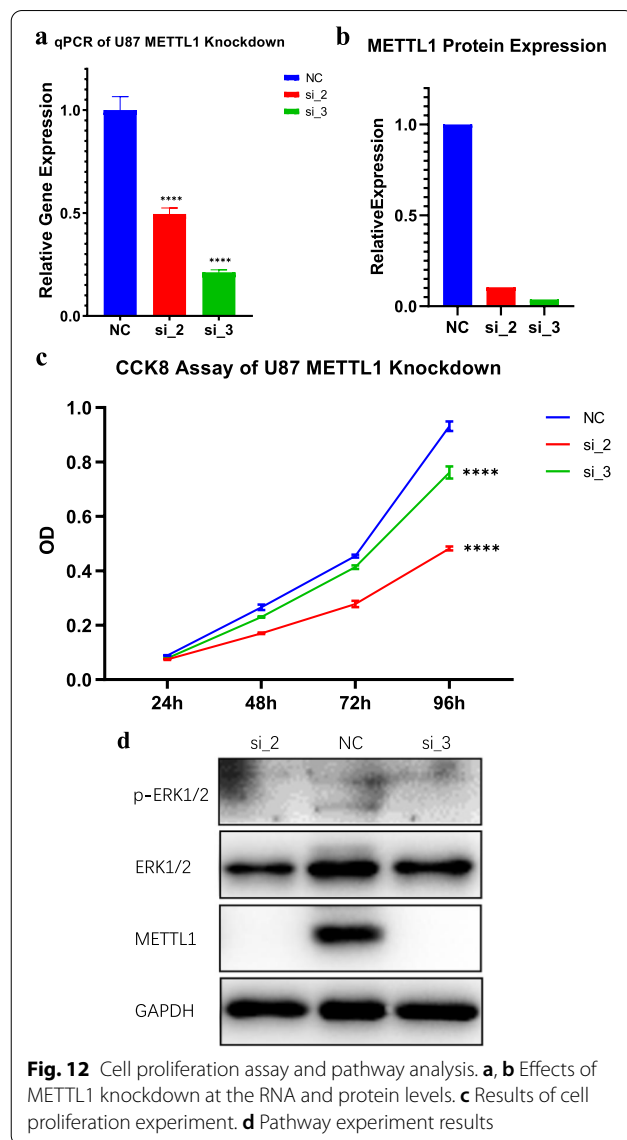 a qPCR of U87 METTL1 Knockdown
NC
si_2
si_3
Relative Gene Expression
1.0
0.5
0.0
****
****
NC si_2 si_3
b METTL1 Protein Expression
RelativeExpression
1.0
0.5
0.0
NC si_2 si_3
c CCK8 Assay of U87 METTL1 Knockdown
OD
1.0
0.8
0.6
0.4
0.2
0.0
24h 48h 72h 96h
NC
si_2
si_3
****
****
d si_2 NC si_3
p-ERK1/2
ERK1/2
METTL1
GAPDH
Fig. 12 Cell proliferation assay and pathway analysis. a, b Effects of
METTL1 knockdown at the RNA and protein levels. c Results of cell
proliferation experiment. d Pathway experiment results